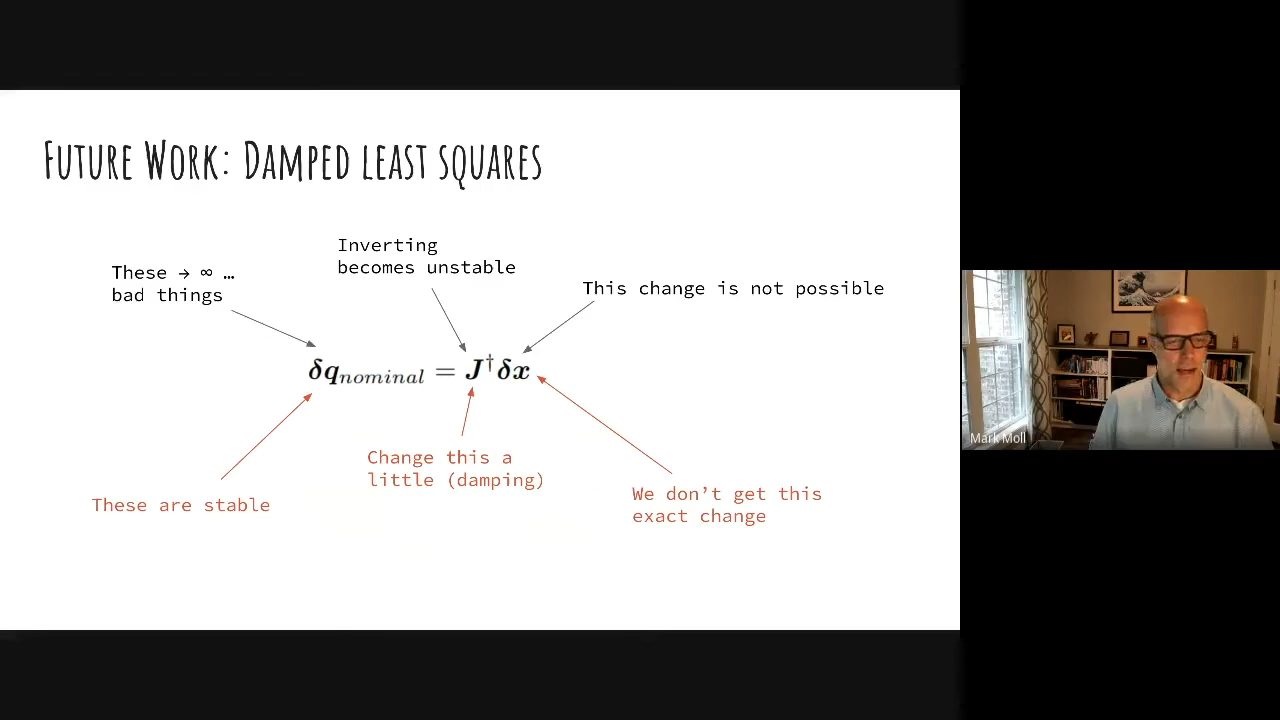 Future Work: Damped least squares
Inverting
becomes unstable
These → ∞ …
bad things
This change is not possible
δq_nominal = J†δx
Change this a
little (damping)
These are stable
We don’t get this
exact change
Mark Moll